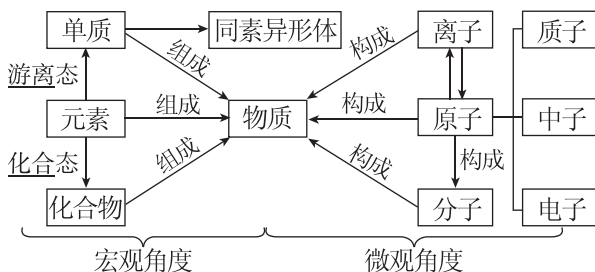 单质
同素异形体
离子
质子
组成
构成
游离态
元素
组成
物质
构成
原子
中子
化合态
组成
构成
构成
化合物
分子
电子
宏观角度
微观角度